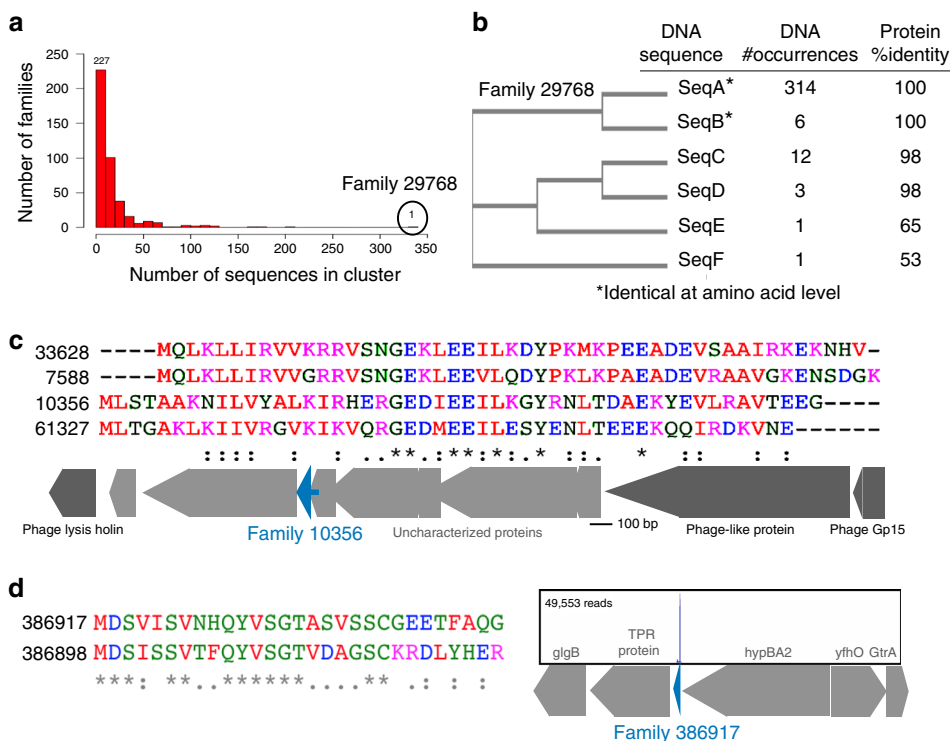 a
Number of families
250
200
150
100
50
0
227
Family 29768
1
0 50 100 150 200 250 300 350
Number of sequences in cluster
b
DNA sequence DNA #occurrences Protein %identity
Family 29768
SeqA* 314 100
SeqB* 6 100
SeqC 12 98
SeqD 3 98
SeqE 1 65
SeqF 1 53
*Identical at amino acid level
c
33628 ----MQLKLLIRVVKRRVSNGEKLEEILKDYPKMKPEEADEVSAAIRKEKNHV-
7588 ----MQLKLLIRVVGRRVSNGEKLEEVLQDYPKLKPAEADEVRAAVGKENSDGK
10356 MLSTAAKNILVYALKIRHERGEDIEEILKGYRNLTDAEKYEVLRAVTEEG-----
61327 MLTGAKLKIIVRGVKIKVQRGEDMEEILESYENLTEEEKQQIRDKVNE------
:::: : ..**:**:*:.* :: * : :
Phage lysis holin
Family 10356
Uncharacterized proteins
100 bp
Phage-like protein
Phage Gp15
d
386917 MDSVISVNHQYVSGTASVSSCGEETFAQG
386898 MDSISSVTFQYVSGTVDAGSCKRDLYHER
***: **..******....** .: : :
49,553 reads
glgB
TPR protein
hypBA2
yfhO
GtrA
Family 386917